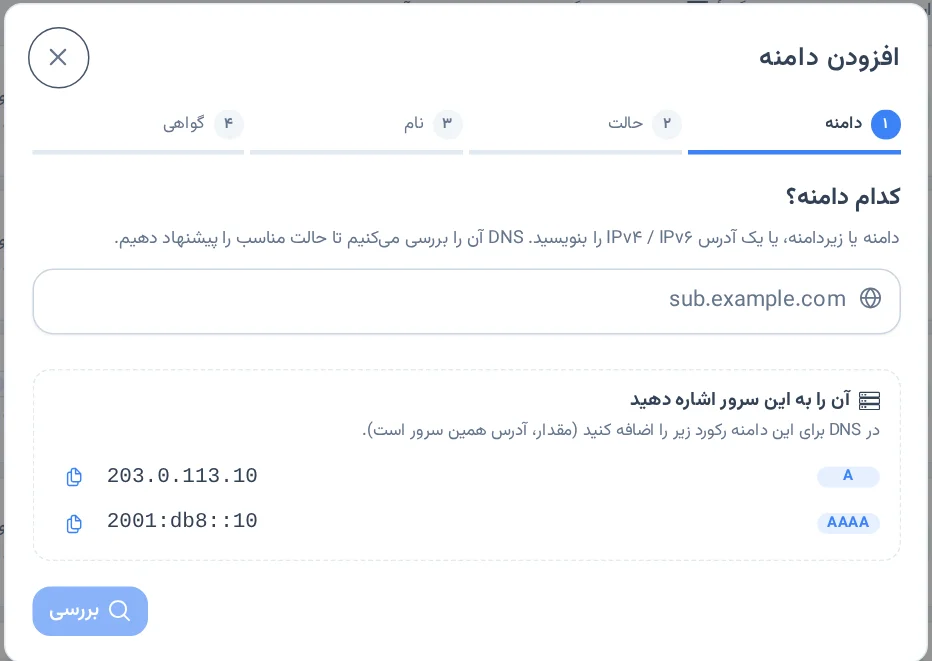 افزودن دامنه
۱ دامنه
۲ حالت
۳ نام
۴ گواهی
کدام دامنه؟
دامنه یا زیردامنه، یا یک آدرس IPv۴ / IPv۶ را بنویسید. DNS آن را بررسی می‌کنیم تا حالت مناسب را پیشنهاد دهیم.
sub.example.com
آن را به این سرور اشاره دهید
در DNS برای این دامنه رکورد زیر را اضافه کنید (مقدار، آدرس همین سرور است).
A 203.0.113.10
AAAA 2001:db8::10
بررسی